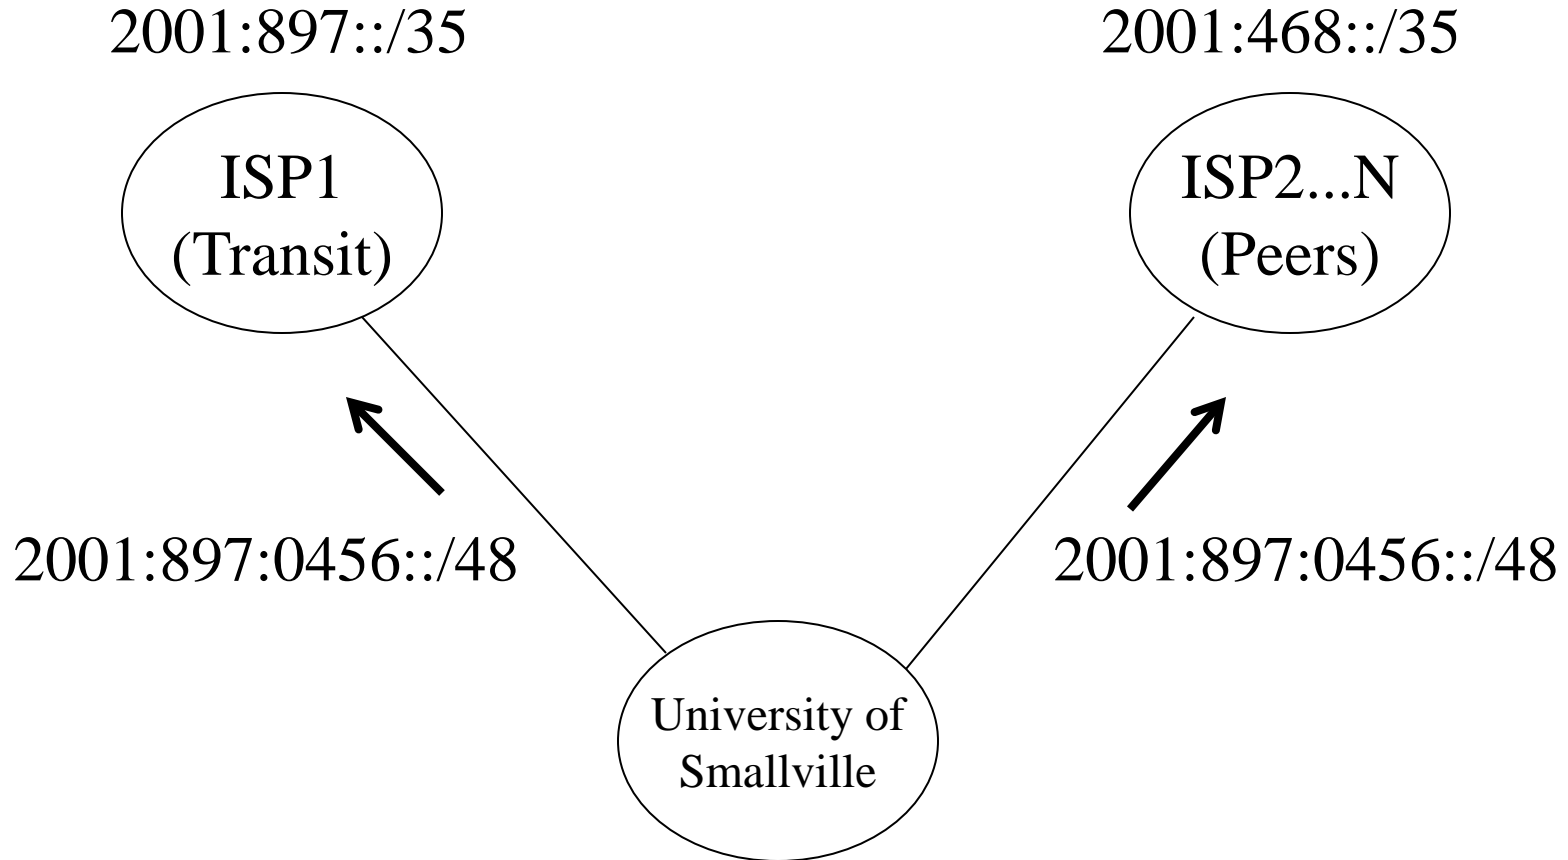 2001:897::/35
2001:468::/35
ISP1
(Transit)
ISP2...N
(Peers)
2001:897:0456::/48
2001:897:0456::/48
University of
Smallville